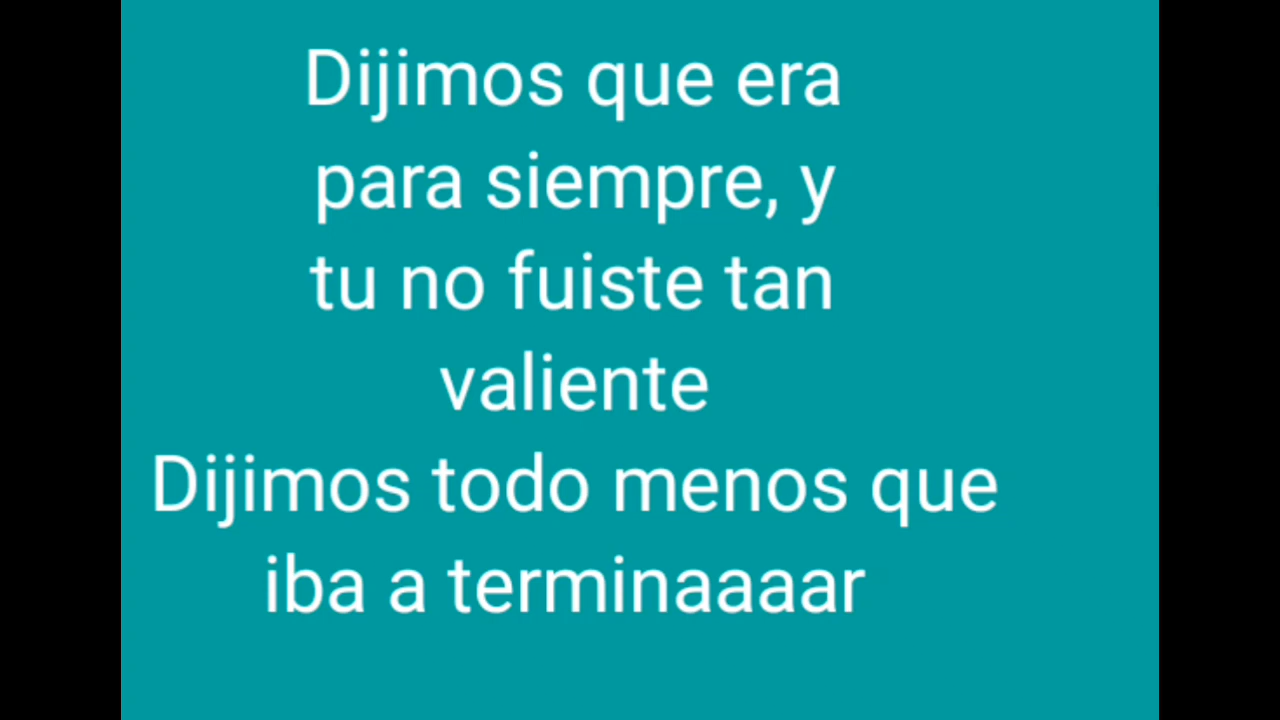 Dijimos que era
para siempre, y
tu no fuiste tan
valiente
Dijimos todo menos que
iba a terminaaaar